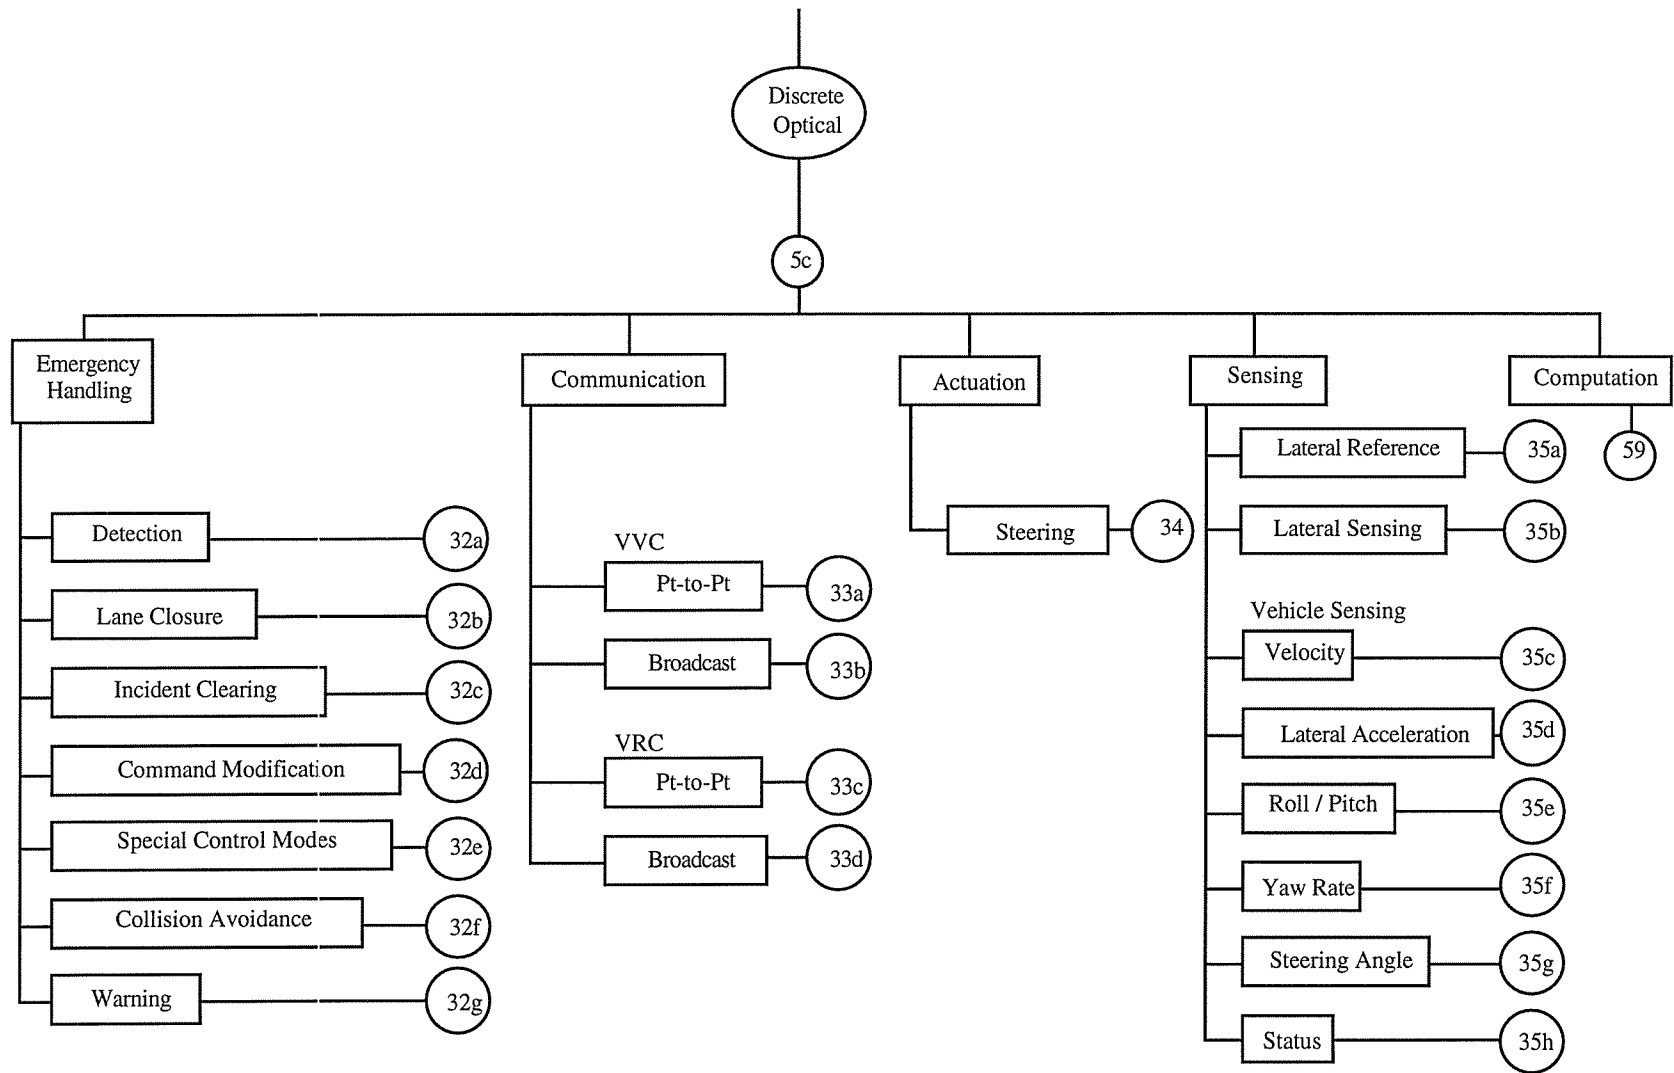 Discrete
Optical
5c
Emergency
Handling
Communication
Actuation
Sensing
Computation
59
Detection
32a
Lane Closure
32b
Incident Clearing
32c
Command Modification
32d
Special Control Modes
32e
Collision Avoidance
32f
Warning
32g
VVC
Pt-to-Pt
33a
Broadcast
33b
VRC
Pt-to-Pt
33c
Broadcast
33d
Steering
34
Lateral Reference
35a
Lateral Sensing
35b
Vehicle Sensing
Velocity
35c
Lateral Acceleration
35d
Roll / Pitch
35e
Yaw Rate
35f
Steering Angle
35g
Status
35h